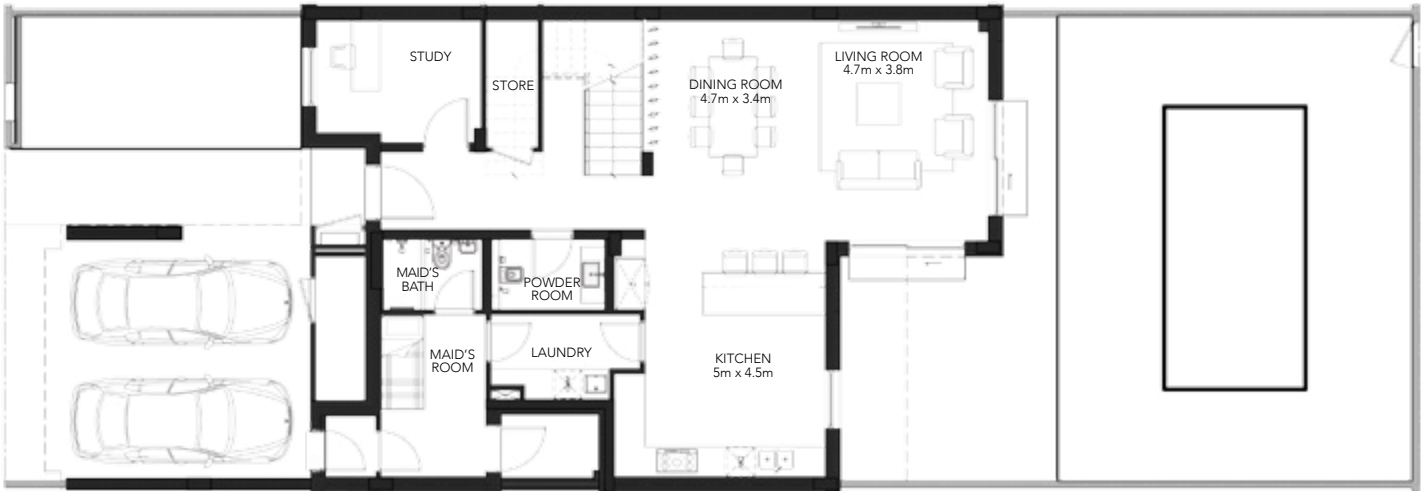 STUDY
STORE
DINING ROOM
4.7m x 3.4m
LIVING ROOM
4.7m x 3.8m
MAID'S
BATH
POWDER
ROOM
MAID'S
ROOM
LAUNDRY
KITCHEN
5m x 4.5m